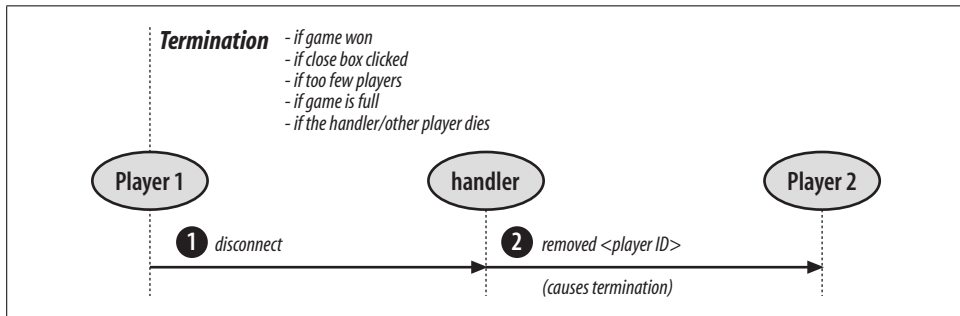 Termination - if game won
- if close box clicked
- if too few players
- if game is full
- if the handler/other player dies
Player 1 handler Player 2
1 disconnect 2 removed <player ID>
(causes termination)